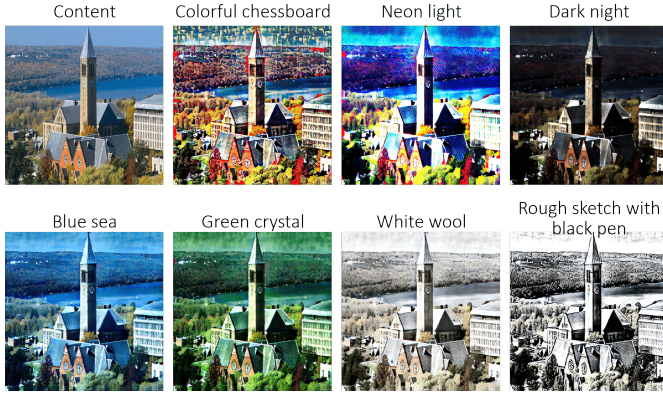 Content
Colorful chessboard
Neon light
Dark night
Blue sea
Green crystal
White wool
Rough sketch with
black pen